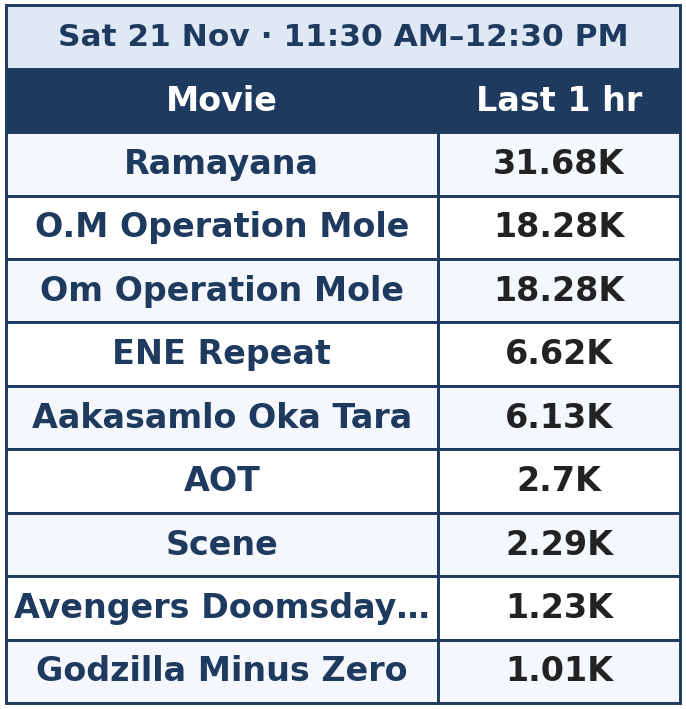 Sat 21 Nov · 11:30 AM–12:30 PM
Movie Last 1 hr
Ramayana 31.68K
O.M Operation Mole 18.28K
Om Operation Mole 18.28K
ENE Repeat 6.62K
Aakasamlo Oka Tara 6.13K
AOT 2.7K
Scene 2.29K
Avengers Doomsday… 1.23K
Godzilla Minus Zero 1.01K